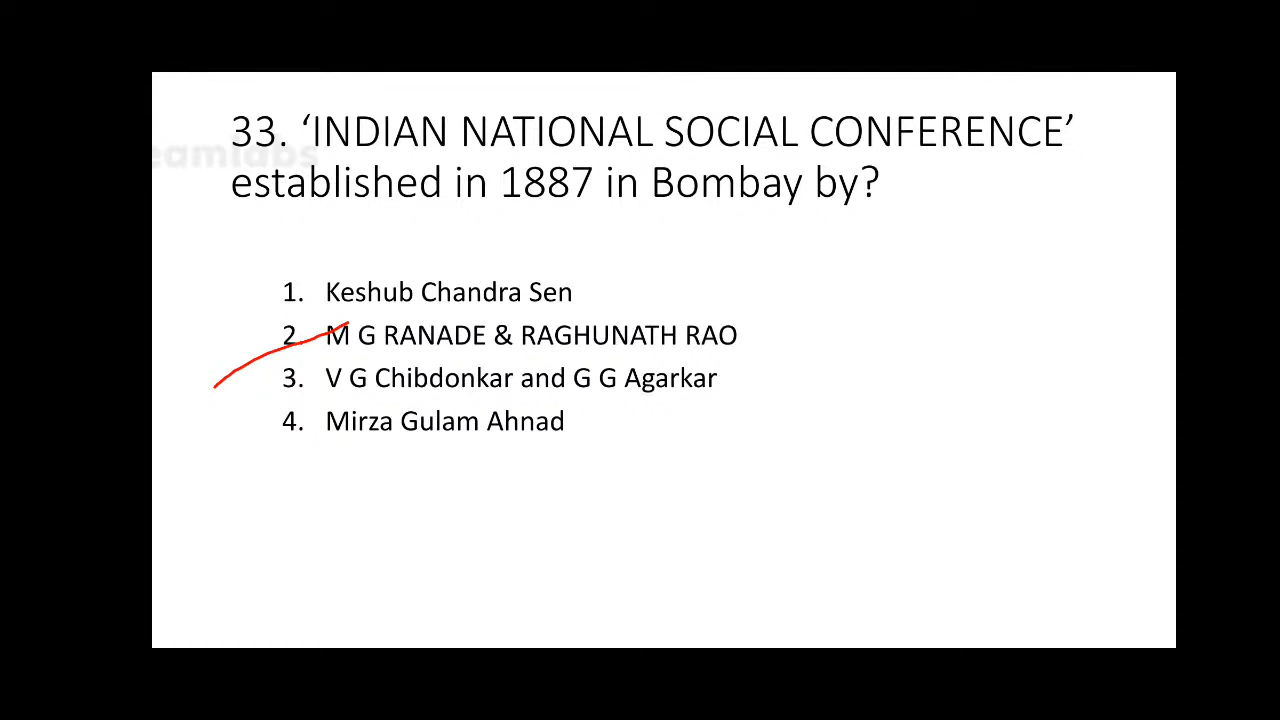 33. ‘INDIAN NATIONAL SOCIAL CONFERENCE’
established in 1887 in Bombay by?
1. Keshub Chandra Sen
2. M G RANADE & RAGHUNATH RAO
3. V G Chibdonkar and G G Agarkar
4. Mirza Gulam Ahnad